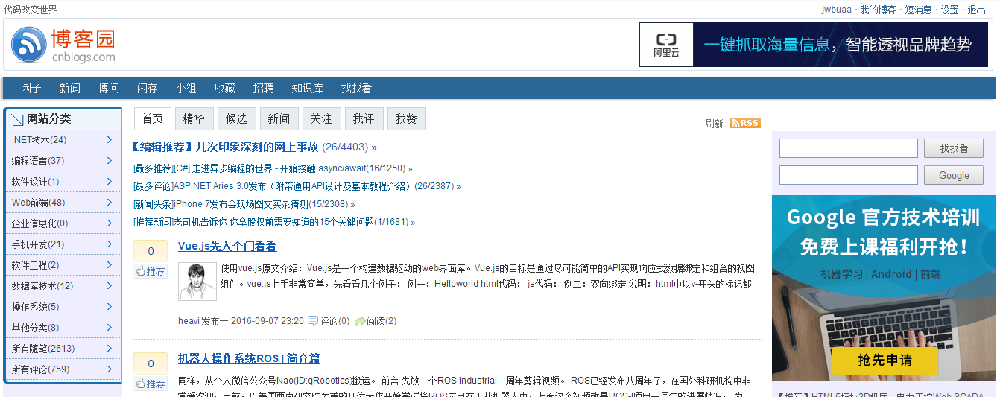 代码改变世界
jwbuaa · 我的博客 · 短消息 · 设置 · 退出
博客园
cnblogs.com
阿里云
一键抓取海量信息，智能透视品牌趋势
园子 新闻 博问 闪存 小组 收藏 招聘 知识库 找找看
网站分类
.NET技术(24)
编程语言(37)
软件设计(1)
Web前端(48)
企业信息化(0)
手机开发(21)
软件工程(2)
数据库技术(12)
操作系统(5)
其他分类(8)
所有随笔(2613)
所有评论(759)
首页 精华 候选 新闻 关注 我评 我赞
刷新 RSS
【编辑推荐】几次印象深刻的网上事故 (26/4403) »
[最多推荐][C#] 走进异步编程的世界 - 开始接触 async/await(16/1250) »
[最多评论]ASP.NET Aries 3.0发布（附带通用API设计及基本教程介绍）(26/2387) »
[新闻头条]iPhone 7发布会现场图文实录猜测(15/2308) »
[推荐新闻]老司机告诉你 你拿股权前需要知道的15个关键问题(1/1681) »
0
推荐
Vue.js先入个门看看
使用vue.js原文介绍：Vue.js是一个构建数据驱动的web界面库。Vue.js的目标是通过尽可能简单的API实现响应式数据绑定和组合的视图
组件。vue.js上手非常简单，先看看几个例子： 例一：Helloworld html代码： js代码： 例二：双向绑定 说明：html中以v-开头的标记都
...
heavi 发布于 2016-09-07 23:20 评论(0) 阅读(2)
0
推荐
机器人操作系统ROS | 简介篇
同样，从个人微信公众号Nao(ID:qRobotics)搬运。 前言 先放一个ROS Industrial一周年剪辑视频。 ROS已经发布八周年了，在国外科研机构中非
常受欢迎。目前，以美国西南研究院为首的几位大佬开始尝试将ROS应用在工业机器人中，上面这个视频就是ROS-I项目一周年的进展情况。 为
找找看
Google
Google 官方技术培训
免费上课福利开抢！
机器学习 | Android | 前端
抢先申请
【推荐】HTML5拓扑3D机房、电力工控Web SCADA